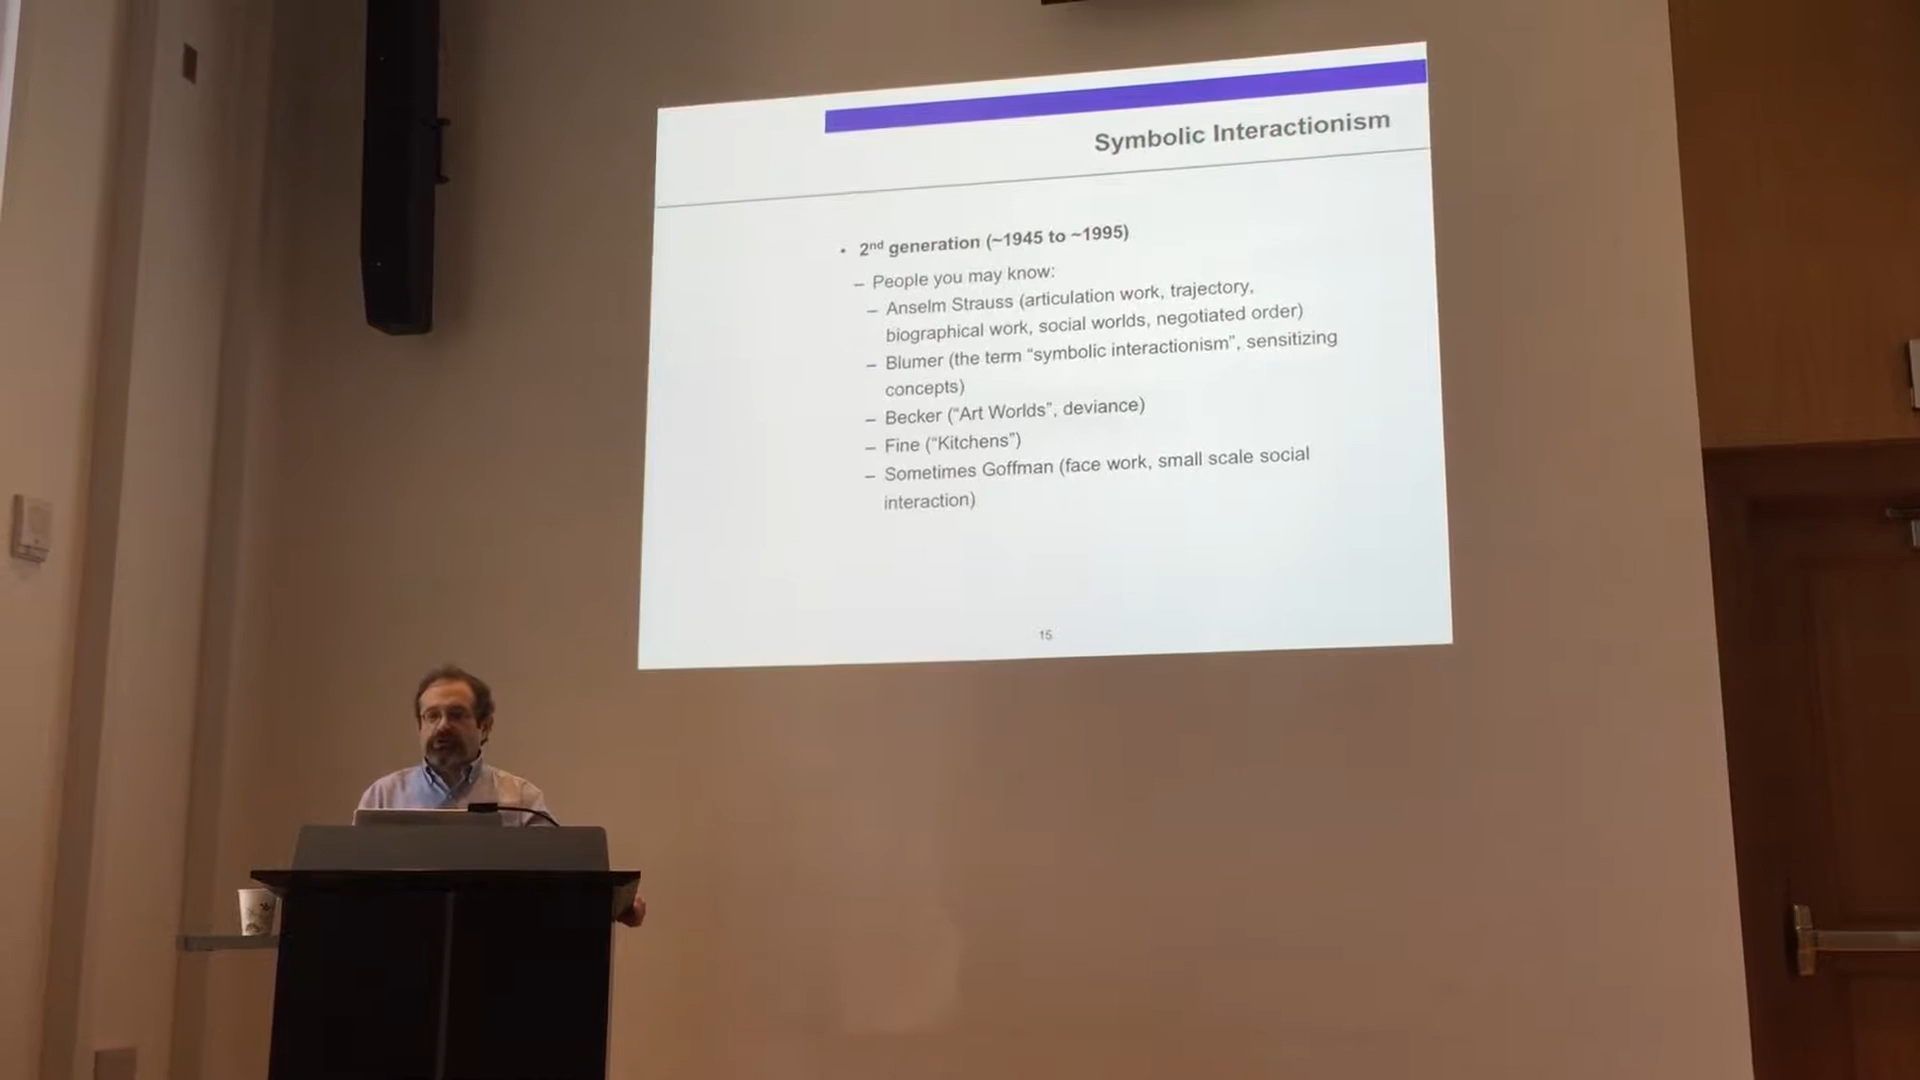 Symbolic Interactionism
• 2nd generation (~1945 to ~1995)
– People you may know:
– Anselm Strauss (articulation work, trajectory,
biographical work, social worlds, negotiated order)
– Blumer (the term “symbolic interactionism”, sensitizing
concepts)
– Becker (“Art Worlds”, deviance)
– Fine (“Kitchens”)
– Sometimes Goffman (face work, small scale social
interaction)
15